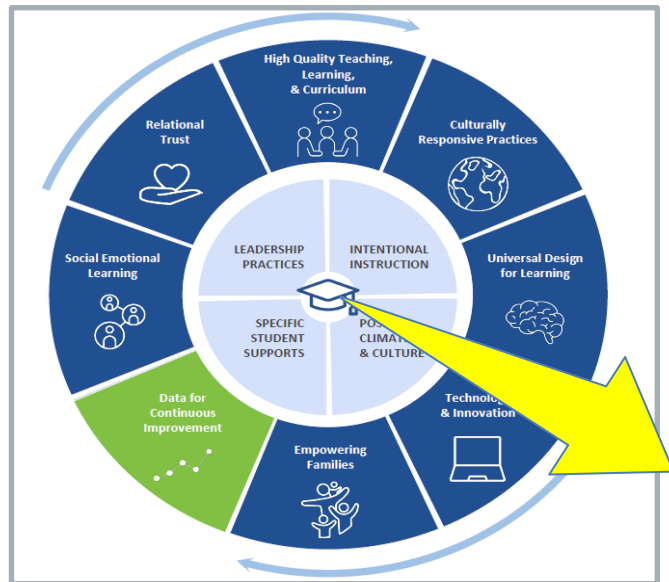 High Quality Teaching,
Learning,
& Curriculum
Culturally
Responsive Practices
Universal Design
for Learning
& Innovation
Empowering
Families
Data for
Continuous
Improvement
Social Emotional
Learning
Relational
Trust
LEADERSHIP
PRACTICES
INTENTIONAL
INSTRUCTION
SPECIFIC
STUDENT
SUPPORTS
& CULTURE